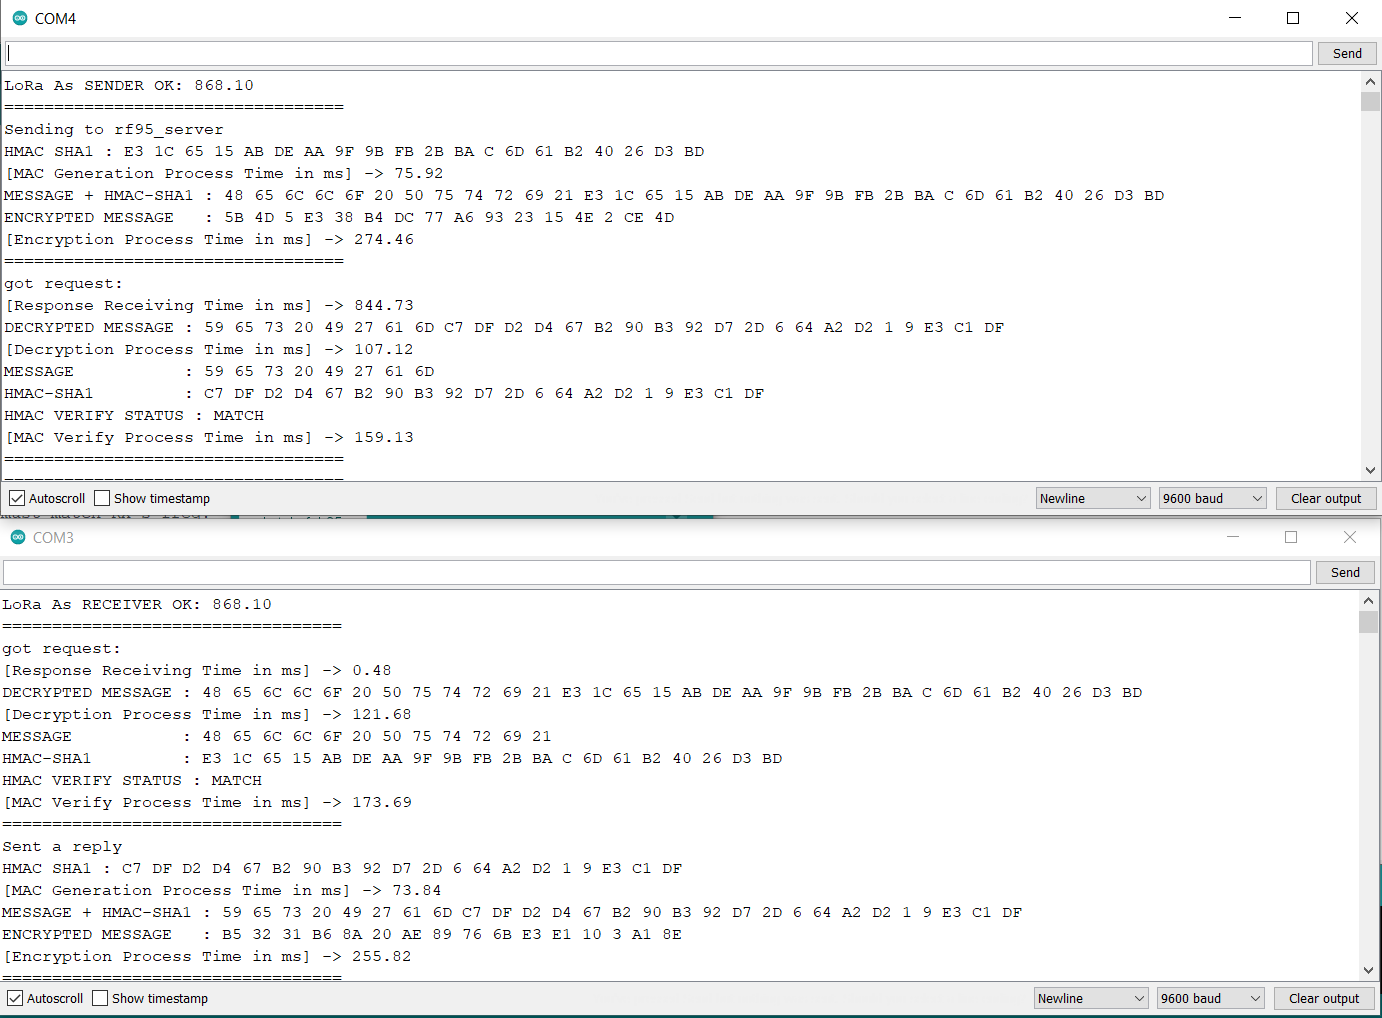 COM4
Send
LoRa As SENDER OK: 868.10
==================================
Sending to rf95_server
HMAC SHA1 : E3 1C 65 15 AB DE AA 9F 9B FB 2B BA C 6D 61 B2 40 26 D3 BD
[MAC Generation Process Time in ms] -> 75.92
MESSAGE + HMAC-SHA1 : 48 65 6C 6C 6F 20 50 75 74 72 69 21 E3 1C 65 15 AB DE AA 9F 9B FB 2B BA C 6D 61 B2 40 26 D3 BD
ENCRYPTED MESSAGE   : 5B 4D 5 E3 38 B4 DC 77 A6 93 23 15 4E 2 CE 4D
[Encryption Process Time in ms] -> 274.46
==================================
got request:
[Response Receiving Time in ms] -> 844.73
DECRYPTED MESSAGE : 59 65 73 20 49 27 61 6D C7 DF D2 D4 67 B2 90 B3 92 D7 2D 6 64 A2 D2 1 9 E3 C1 DF
[Decryption Process Time in ms] -> 107.12
MESSAGE           : 59 65 73 20 49 27 61 6D
HMAC-SHA1         : C7 DF D2 D4 67 B2 90 B3 92 D7 2D 6 64 A2 D2 1 9 E3 C1 DF
HMAC VERIFY STATUS : MATCH
[MAC Verify Process Time in ms] -> 159.13
==================================
==================================
Autoscroll Show timestamp Newline 9600 baud Clear output
COM3
Send
LoRa As RECEIVER OK: 868.10
==================================
got request:
[Response Receiving Time in ms] -> 0.48
DECRYPTED MESSAGE : 48 65 6C 6C 6F 20 50 75 74 72 69 21 E3 1C 65 15 AB DE AA 9F 9B FB 2B BA C 6D 61 B2 40 26 D3 BD
[Decryption Process Time in ms] -> 121.68
MESSAGE           : 48 65 6C 6C 6F 20 50 75 74 72 69 21
HMAC-SHA1         : E3 1C 65 15 AB DE AA 9F 9B FB 2B BA C 6D 61 B2 40 26 D3 BD
HMAC VERIFY STATUS : MATCH
[MAC Verify Process Time in ms] -> 173.69
==================================
Sent a reply
HMAC SHA1 : C7 DF D2 D4 67 B2 90 B3 92 D7 2D 6 64 A2 D2 1 9 E3 C1 DF
[MAC Generation Process Time in ms] -> 73.84
MESSAGE + HMAC-SHA1 : 59 65 73 20 49 27 61 6D C7 DF D2 D4 67 B2 90 B3 92 D7 2D 6 64 A2 D2 1 9 E3 C1 DF
ENCRYPTED MESSAGE   : B5 32 31 B6 8A 20 AE 89 76 6B E3 E1 10 3 A1 8E
[Encryption Process Time in ms] -> 255.82
==================================
Autoscroll Show timestamp Newline 9600 baud Clear output